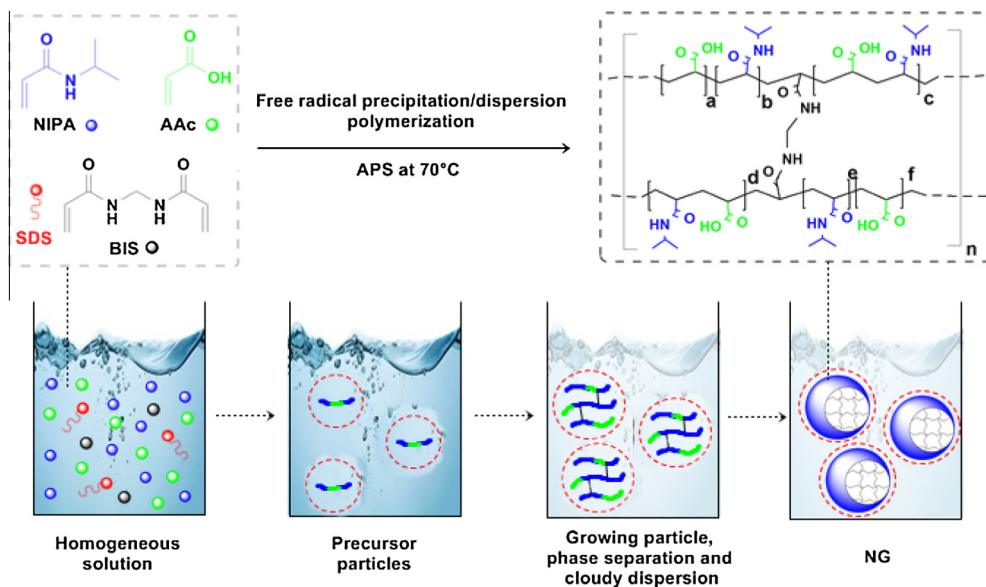 O
N
H
NIPA
O
OH
AAc
O
O
N
H
N
H
SDS
BIS
Free radical precipitation/dispersion
polymerization
APS at 70°C
O
OH
a
O
NH
b
O
NH
O
OH
O
NH
c
NH
O
d
e
f
HN
O
HO
O
HN
O
HO
O
n
Homogeneous
solution
Precursor
particles
Growing particle,
phase separation and
cloudy dispersion
NG